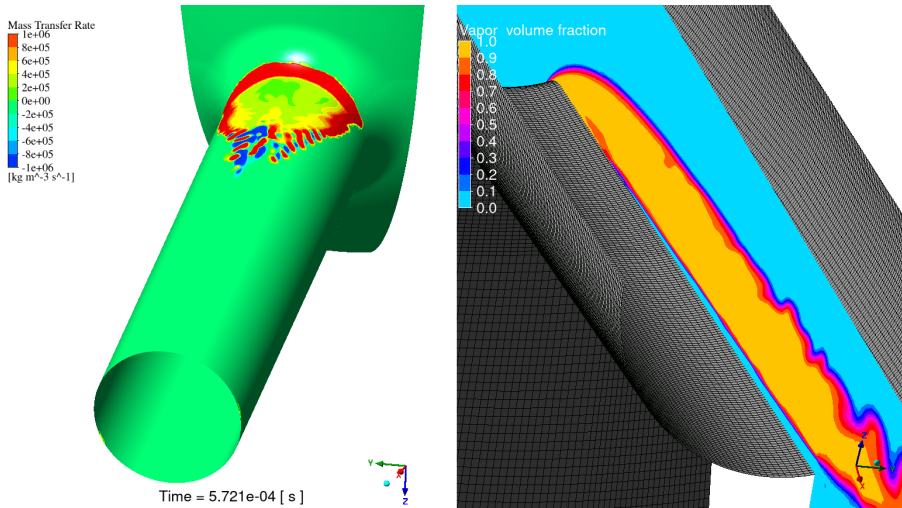 Mass Transfer Rate
1e+06
8e+05
6e+05
4e+05
2e+05
0e+00
-2e+05
-4e+05
-6e+05
-8e+05
-1e+06
[kg m^-3 s^-1]
Y
X
Z
Time = 5.721e-04 [ s ]
Vapor volume fraction
1.0
0.9
0.8
0.7
0.6
0.5
0.4
0.3
0.2
0.1
0.0
Z
Y
X